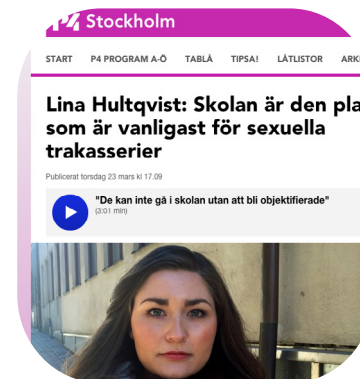 P4 Stockholm
START P4 PROGRAM A-Ö TABLÅ TIPSA! LÅTLISTOR
Lina Hultqvist: Skolan är den
som är vanligast för sexuella
trakasserier
Publicerat torsdag 23 mars kl 17.09
"De kan inte gå i skolan utan att bli objektifierade"
(3:01 min)